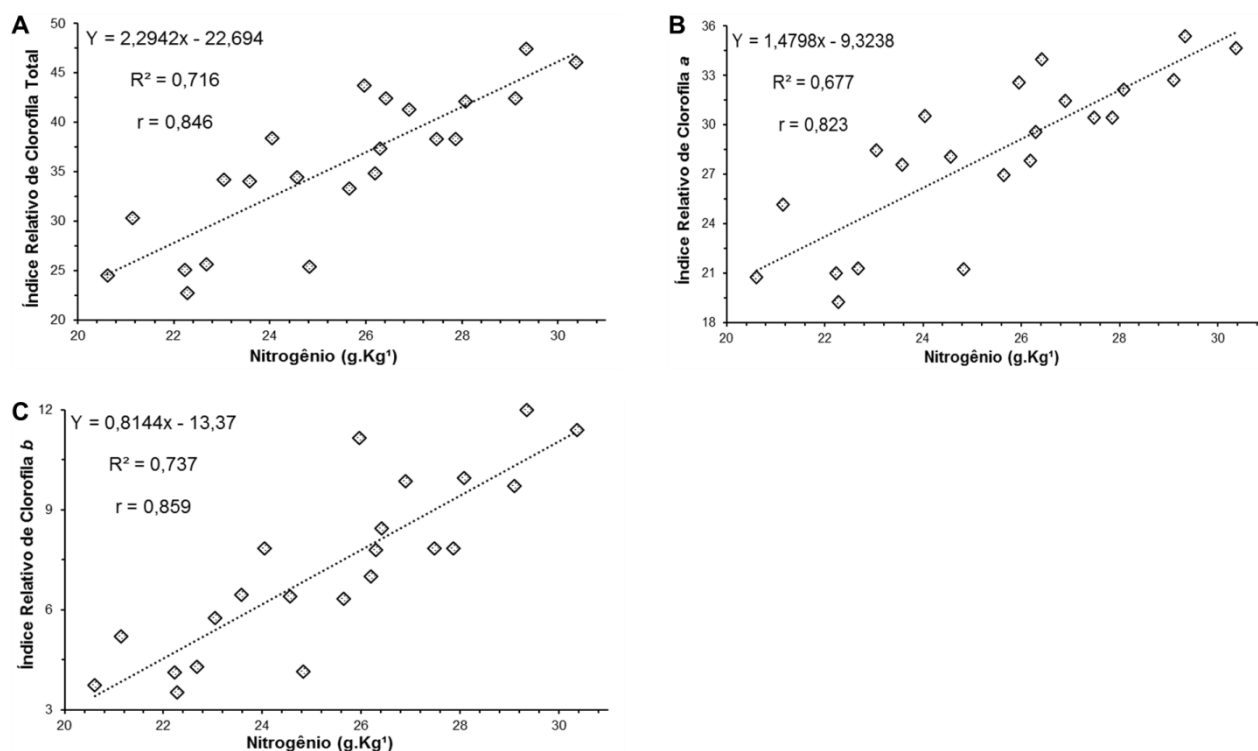 A
Y = 2,2942x - 22,694
R² = 0,716
r = 0,846
Índice Relativo de Clorofila Total
50
45
40
35
30
25
20
20 22 24 26 28 30
Nitrogênio (g.Kg¹)
B
Y = 1,4798x - 9,3238
R² = 0,677
r = 0,823
Índice Relativo de Clorofila a
36
33
30
27
24
21
18
20 22 24 26 28 30
Nitrogênio (g.Kg¹)
C
Y = 0,8144x - 13,37
R² = 0,737
r = 0,859
Índice Relativo de Clorofila b
12
9
6
3
20 22 24 26 28 30
Nitrogênio (g.Kg¹)